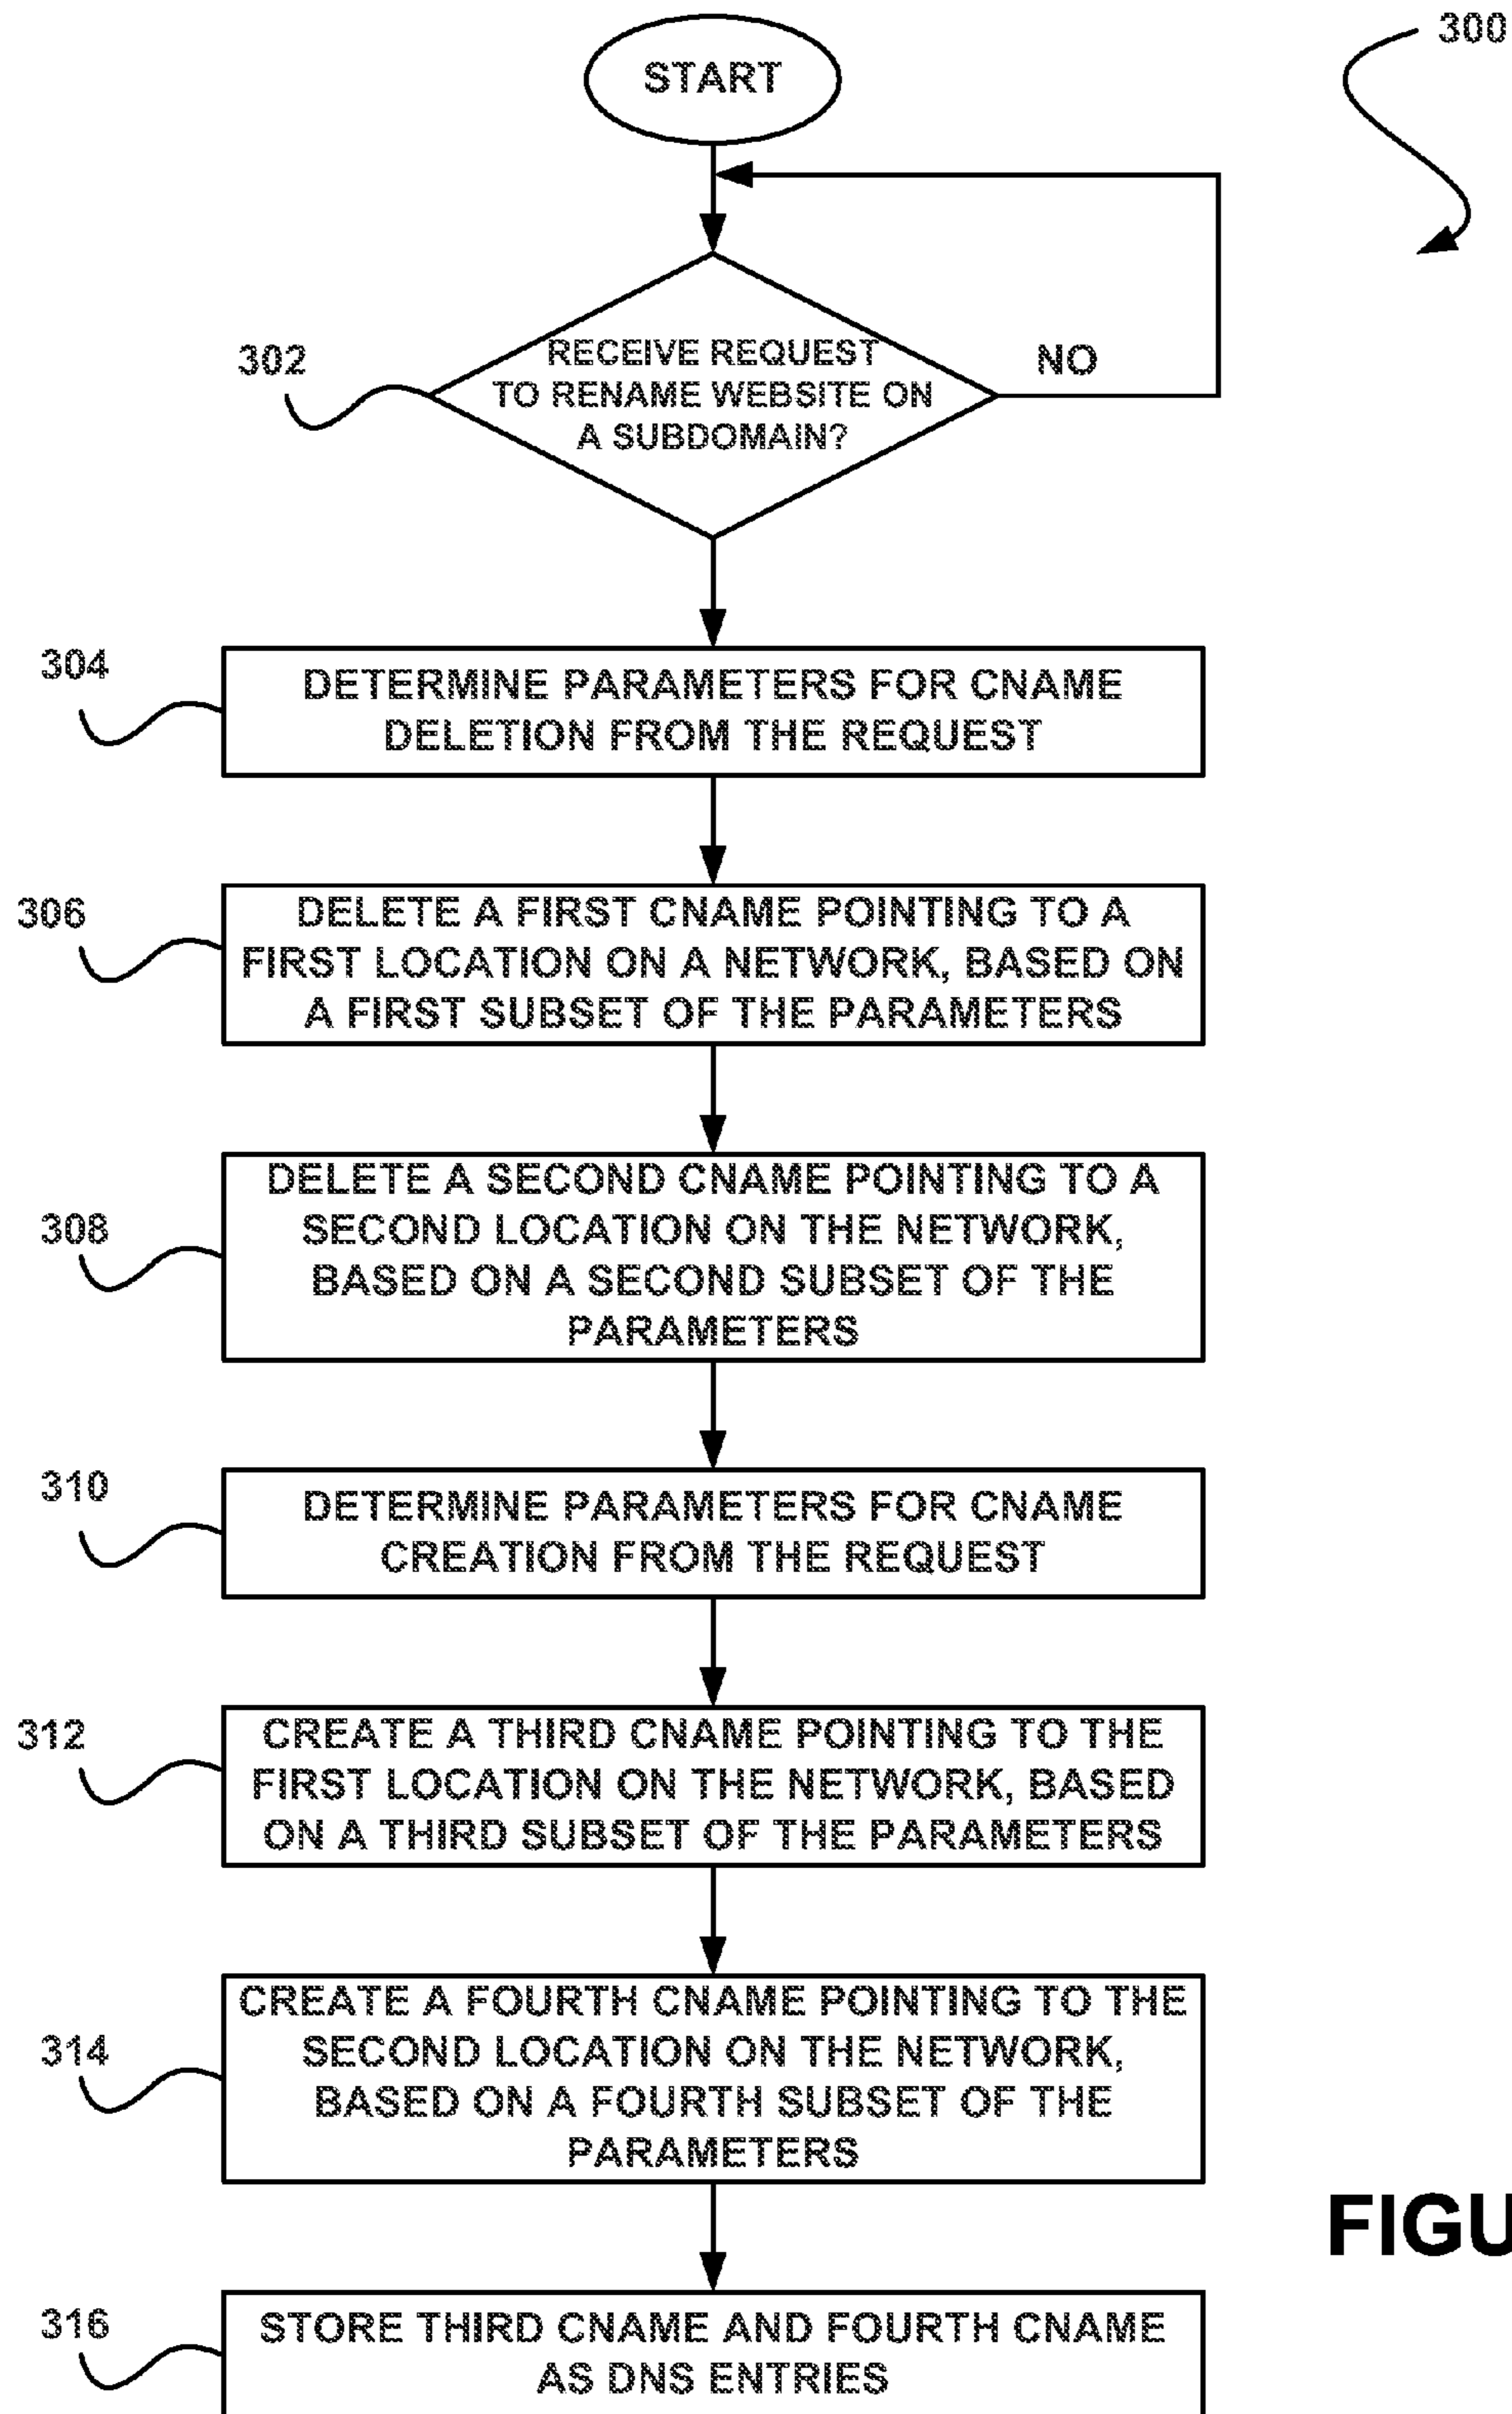 300
START
302
RECEIVE REQUEST
TO RENAME WEBSITE ON
A SUBDOMAIN?
NO
304
DETERMINE PARAMETERS FOR CNAME
DELETION FROM THE REQUEST
306
DELETE A FIRST CNAME POINTING TO A
FIRST LOCATION ON A NETWORK, BASED ON
A FIRST SUBSET OF THE PARAMETERS
308
DELETE A SECOND CNAME POINTING TO A
SECOND LOCATION ON THE NETWORK,
BASED ON A SECOND SUBSET OF THE
PARAMETERS
310
DETERMINE PARAMETERS FOR CNAME
CREATION FROM THE REQUEST
312
CREATE A THIRD CNAME POINTING TO THE
FIRST LOCATION ON THE NETWORK, BASED
ON A THIRD SUBSET OF THE PARAMETERS
314
CREATE A FOURTH CNAME POINTING TO THE
SECOND LOCATION ON THE NETWORK,
BASED ON A FOURTH SUBSET OF THE
PARAMETERS
316
STORE THIRD CNAME AND FOURTH CNAME
AS DNS ENTRIES